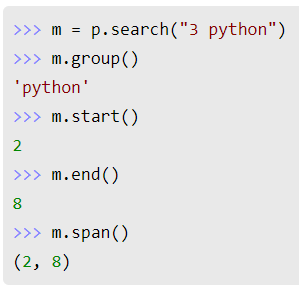 >>> m = p.search("3 python")
>>> m.group()
'python'
>>> m.start()
2
>>> m.end()
8
>>> m.span()
(2, 8)